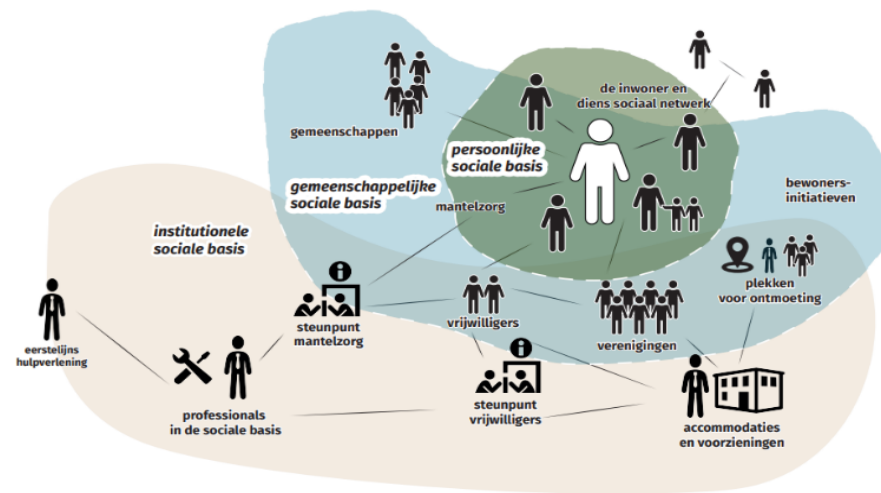 de inwoner en
diens sociaal netwerk
gemeenschappen
persoonlijke
sociale basis
gemeenschappelijke
sociale basis
mantelzorg
bewoners-
initiatieven
institutionele
sociale basis
plekken
voor ontmoeting
steunpunt
mantelzorg
vrijwilligers
verenigingen
eerstelijns
hulpverlening
steunpunt
vrijwilligers
professionals
in de sociale basis
accommodaties
en voorzieningen